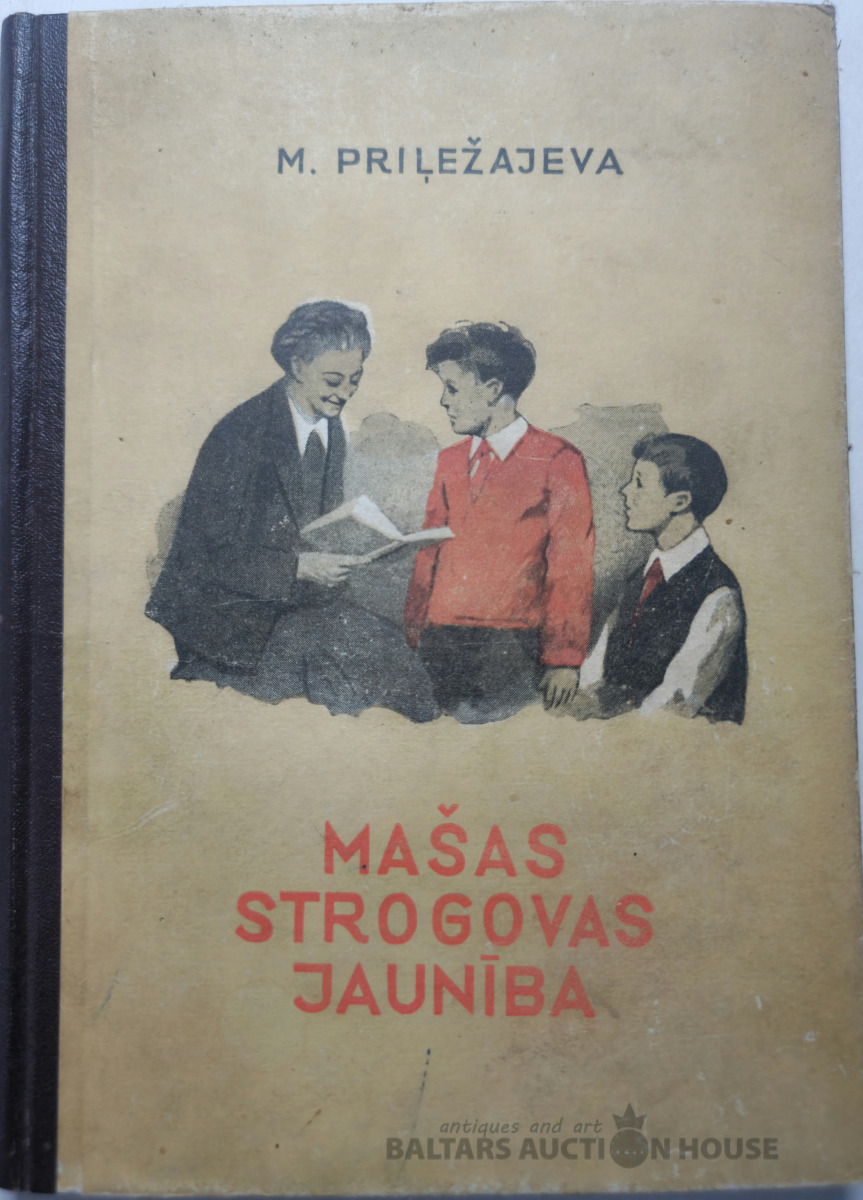 M. PRIĻEŽAJEVA
MAŠAS
STROGOVAS
JAUNĪBA
antiques and art
BALTARS AUCTION HOUSE